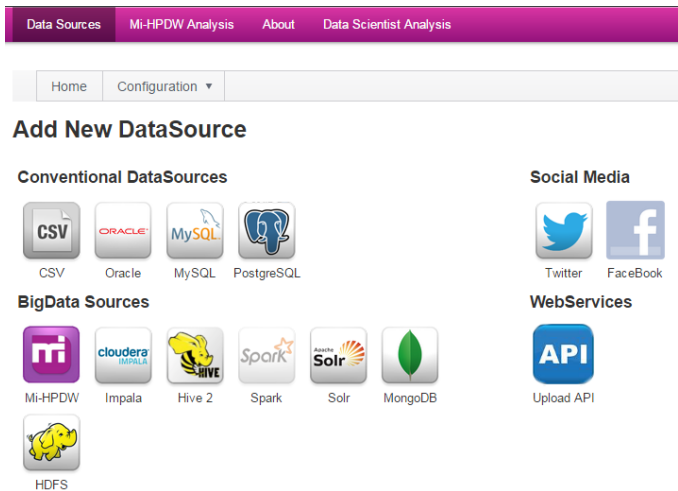 Data Sources Mi-HPDW Analysis About Data Scientist Analysis
Home Configuration ▼
Add New DataSource
Conventional DataSources
CSV
ORACLE
MySQL
CSV Oracle MySQL PostgreSQL
Social Media
f
Twitter FaceBook
BigData Sources
mi
cloudera IMPALA
HIVE
Spark
Apache Solr
Mi-HPDW Impala Hive 2 Spark Solr MongoDB
HDFS
WebServices
API
Upload API